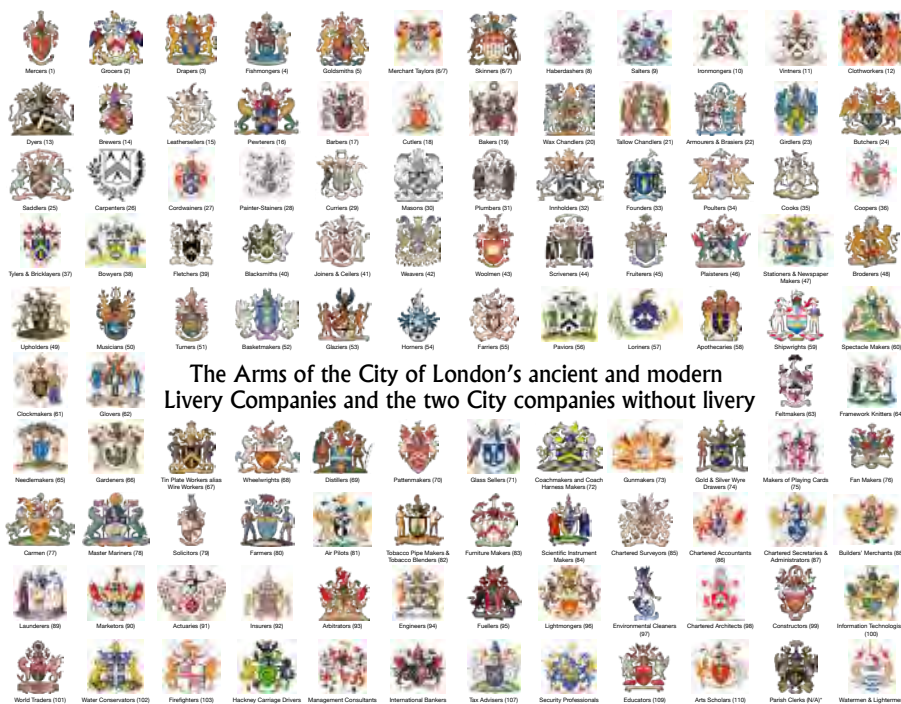 Mercers (1) Grocers (2) Drapers (3) Fishmongers (4) Goldsmiths (5) Merchant Taylors (6/7) Skinners (6/7) Haberdashers (8) Salters (9) Ironmongers (10) Vintners (11) Clothworkers (12)
Dyers (13) Brewers (14) Leathersellers (15) Pewterers (16) Barbers (17) Cutlers (18) Bakers (19) Wax Chandlers (20) Tallow Chandlers (21) Armourers & Brasiers (22) Girdlers (23) Butchers (24)
Saddlers (25) Carpenters (26) Cordwainers (27) Painter-Stainers (28) Curriers (29) Masons (30) Plumbers (31) Innholders (32) Founders (33) Poulters (34) Cooks (35) Coopers (36)
Tylers & Bricklayers (37) Bowyers (38) Fletchers (39) Blacksmiths (40) Joiners & Ceilers (41) Weavers (42) Woolmen (43) Scriveners (44) Fruiterers (45) Plaisterers (46) Stationers & Newspaper
Makers (47) Broderers (48)
Upholders (49) Musicians (50) Turners (51) Basketmakers (52) Glaziers (53) Horners (54) Farriers (55) Paviors (56) Loriners (57) Apothecaries (58) Shipwrights (59) Spectacle Makers (60)
The Arms of the City of London's ancient and modern
Livery Companies and the two City companies without livery
Clockmakers (61) Glovers (62) Feltmakers (63) Framework Knitters (64
Needlemakers (65) Gardeners (66) Tin Plate Workers alias
Wire Workers (67) Wheelwrights (68) Distillers (69) Pattenmakers (70) Glass Sellers (71) Coachmakers and Coach
Harness Makers (72) Gunmakers (73) Gold & Silver Wyre
Drawers (74) Makers of Playing Cards
(75) Fan Makers (76)
Carmen (77) Master Mariners (78) Solicitors (79) Farmers (80) Air Pilots (81) Tobacco Pipe Makers &
Tobacco Blenders (82) Furniture Makers (83) Scientific Instrument
Makers (84) Chartered Surveyors (85) Chartered Accountants
(86) Chartered Secretaries &
Administrators (87) Builders' Merchants (88
Launderers (89) Marketors (90) Actuaries (91) Insurers (92) Arbitrators (93) Engineers (94) Fuellers (95) Lightmongers (96) Environmental Cleaners
(97) Chartered Architects (98) Constructors (99) Information Technologis
(100)
World Traders (101) Water Conservators (102) Firefighters (103) Hackney Carriage Drivers Management Consultants International Bankers Tax Advisers (107) Security Professionals Educators (109) Arts Scholars (110) Parish Clerks (N/A)* Watermen & Lighterme